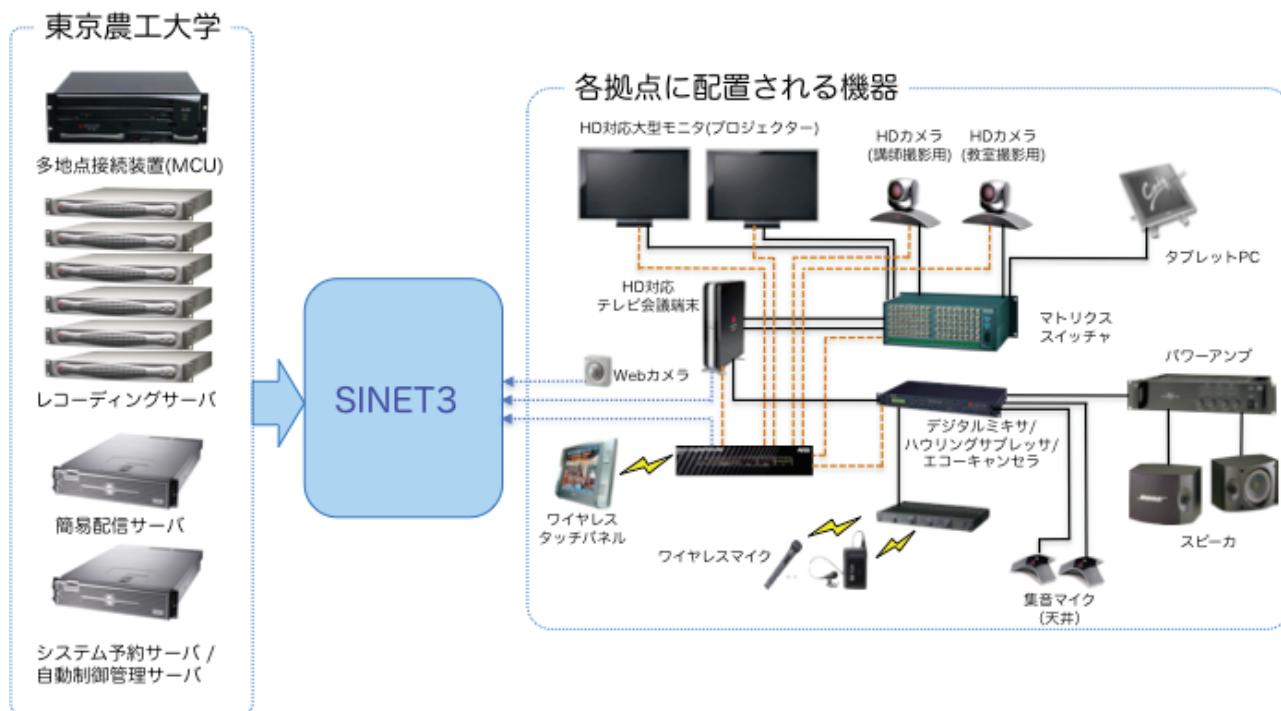 東京農工大学
多地点接続装置(MCU)
レコーディングサーバ
簡易配信サーバ
システム予約サーバ /
自動制御管理サーバ
SINET3
各拠点に配置される機器
HD対応大型モニタ(プロジェクター)
HDカメラ
(講師撮影用)
HDカメラ
(教室撮影用)
タブレットPC
HD対応
テレビ会議端末
マトリクス
スイッチャ
Webカメラ
パワーアンプ
デジタルミキサ/
ハウリングサプレッサ/
エコーキャンセラ
ワイヤレス
タッチパネル
ワイヤレスマイク
スピーカ
集音マイク
(天井)
BOSE